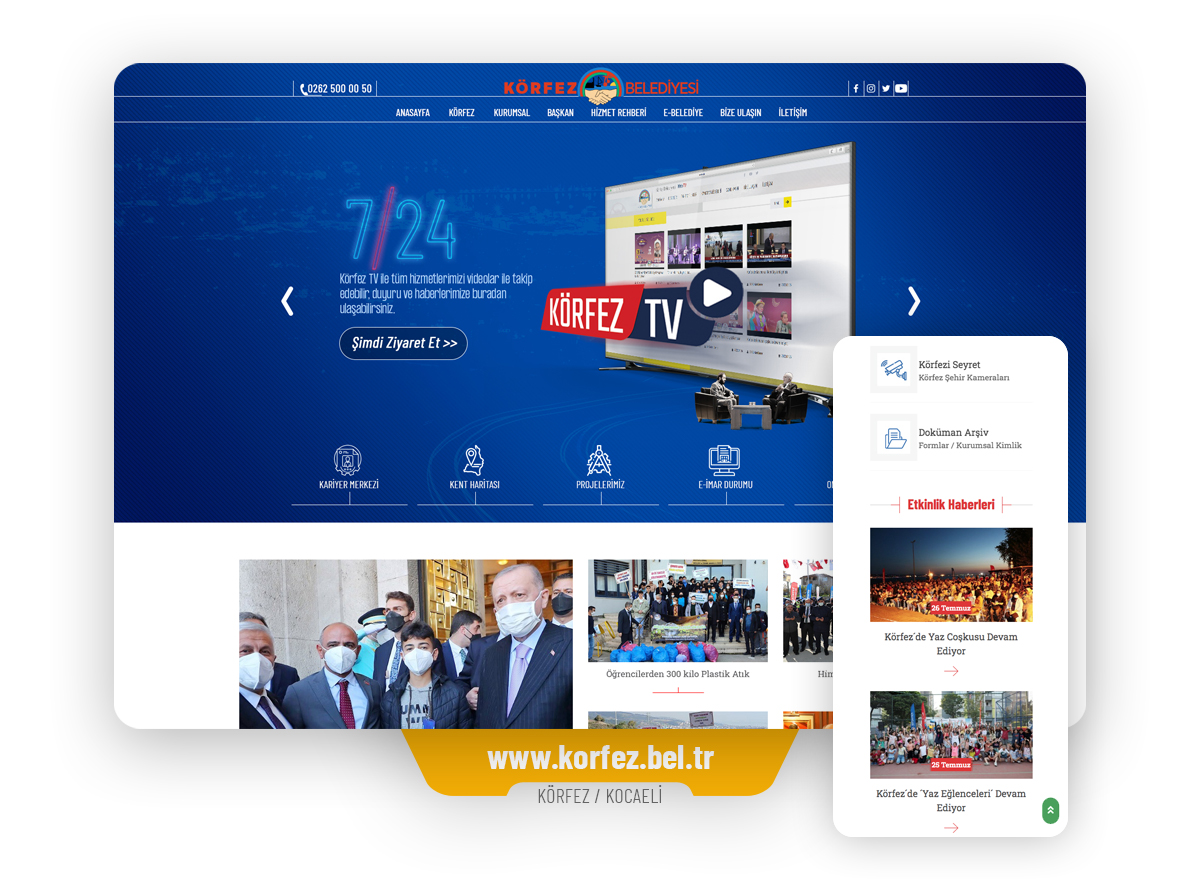 0262 500 00 50
KÖRFEZ BELEDİYESİ
ANASAYFA KÖRFEZ KURUMSAL BAŞKAN HİZMET REHBERİ E-BELEDİYE BİZE ULAŞIN İLETİŞİM
7/24
Körfez TV ile tüm hizmetlerimizi videolar ile takip
edebilir, duyuru ve haberlerimize buradan
ulaşabilirsiniz.
Şimdi Ziyaret Et >>
KÖRFEZ TV
KARİYER MERKEZİ
KENT HARİTASI
PROJELERİMİZ
E-İMAR DURUMU
Öğrencilerden 300 kilo Plastik Atık
Körfezi Seyret
Körfez Şehir Kameraları
Doküman Arşiv
Formlar / Kurumsal Kimlik
Etkinlik Haberleri
26 Temmuz
Körfez´de Yaz Coşkusu Devam
Ediyor
25 Temmuz
Körfez´de ´Yaz Eğlenceleri´ Devam
Ediyor
www.korfez.bel.tr
KÖRFEZ / KOCAELİ